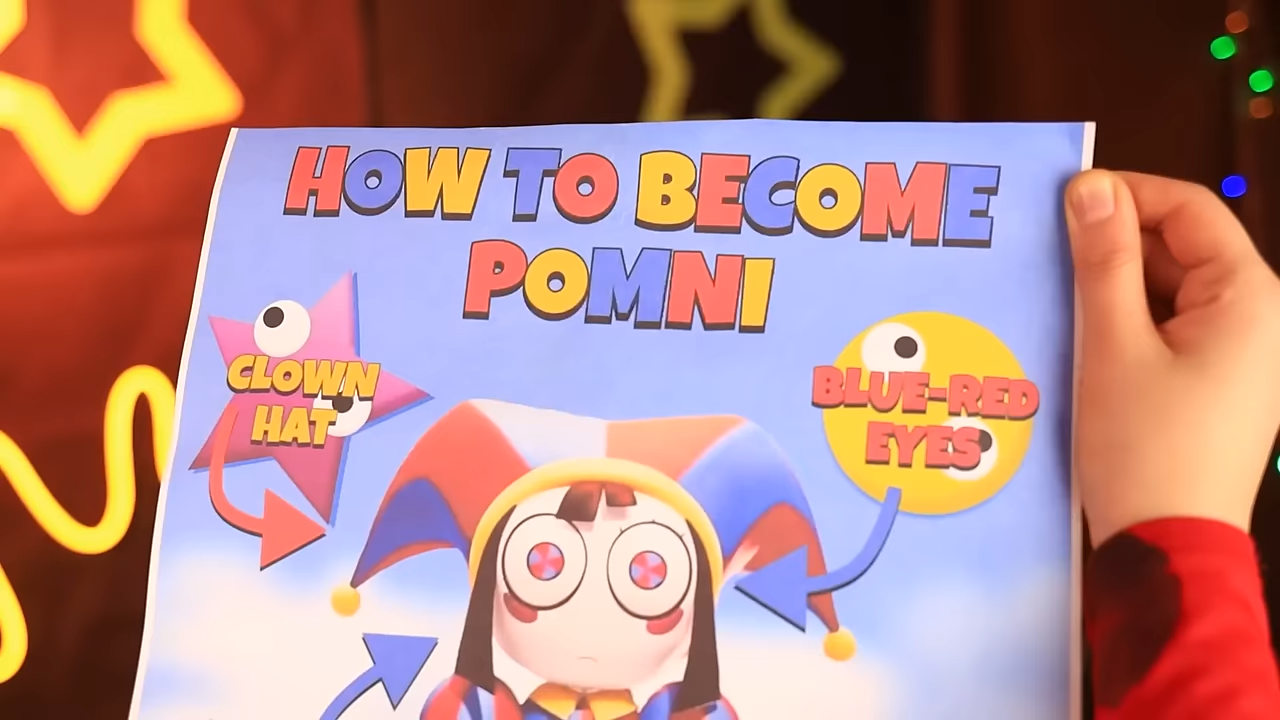 HOW TO BECOME
POMNI
CLOWN
HAT
BLUE-RED
EYES